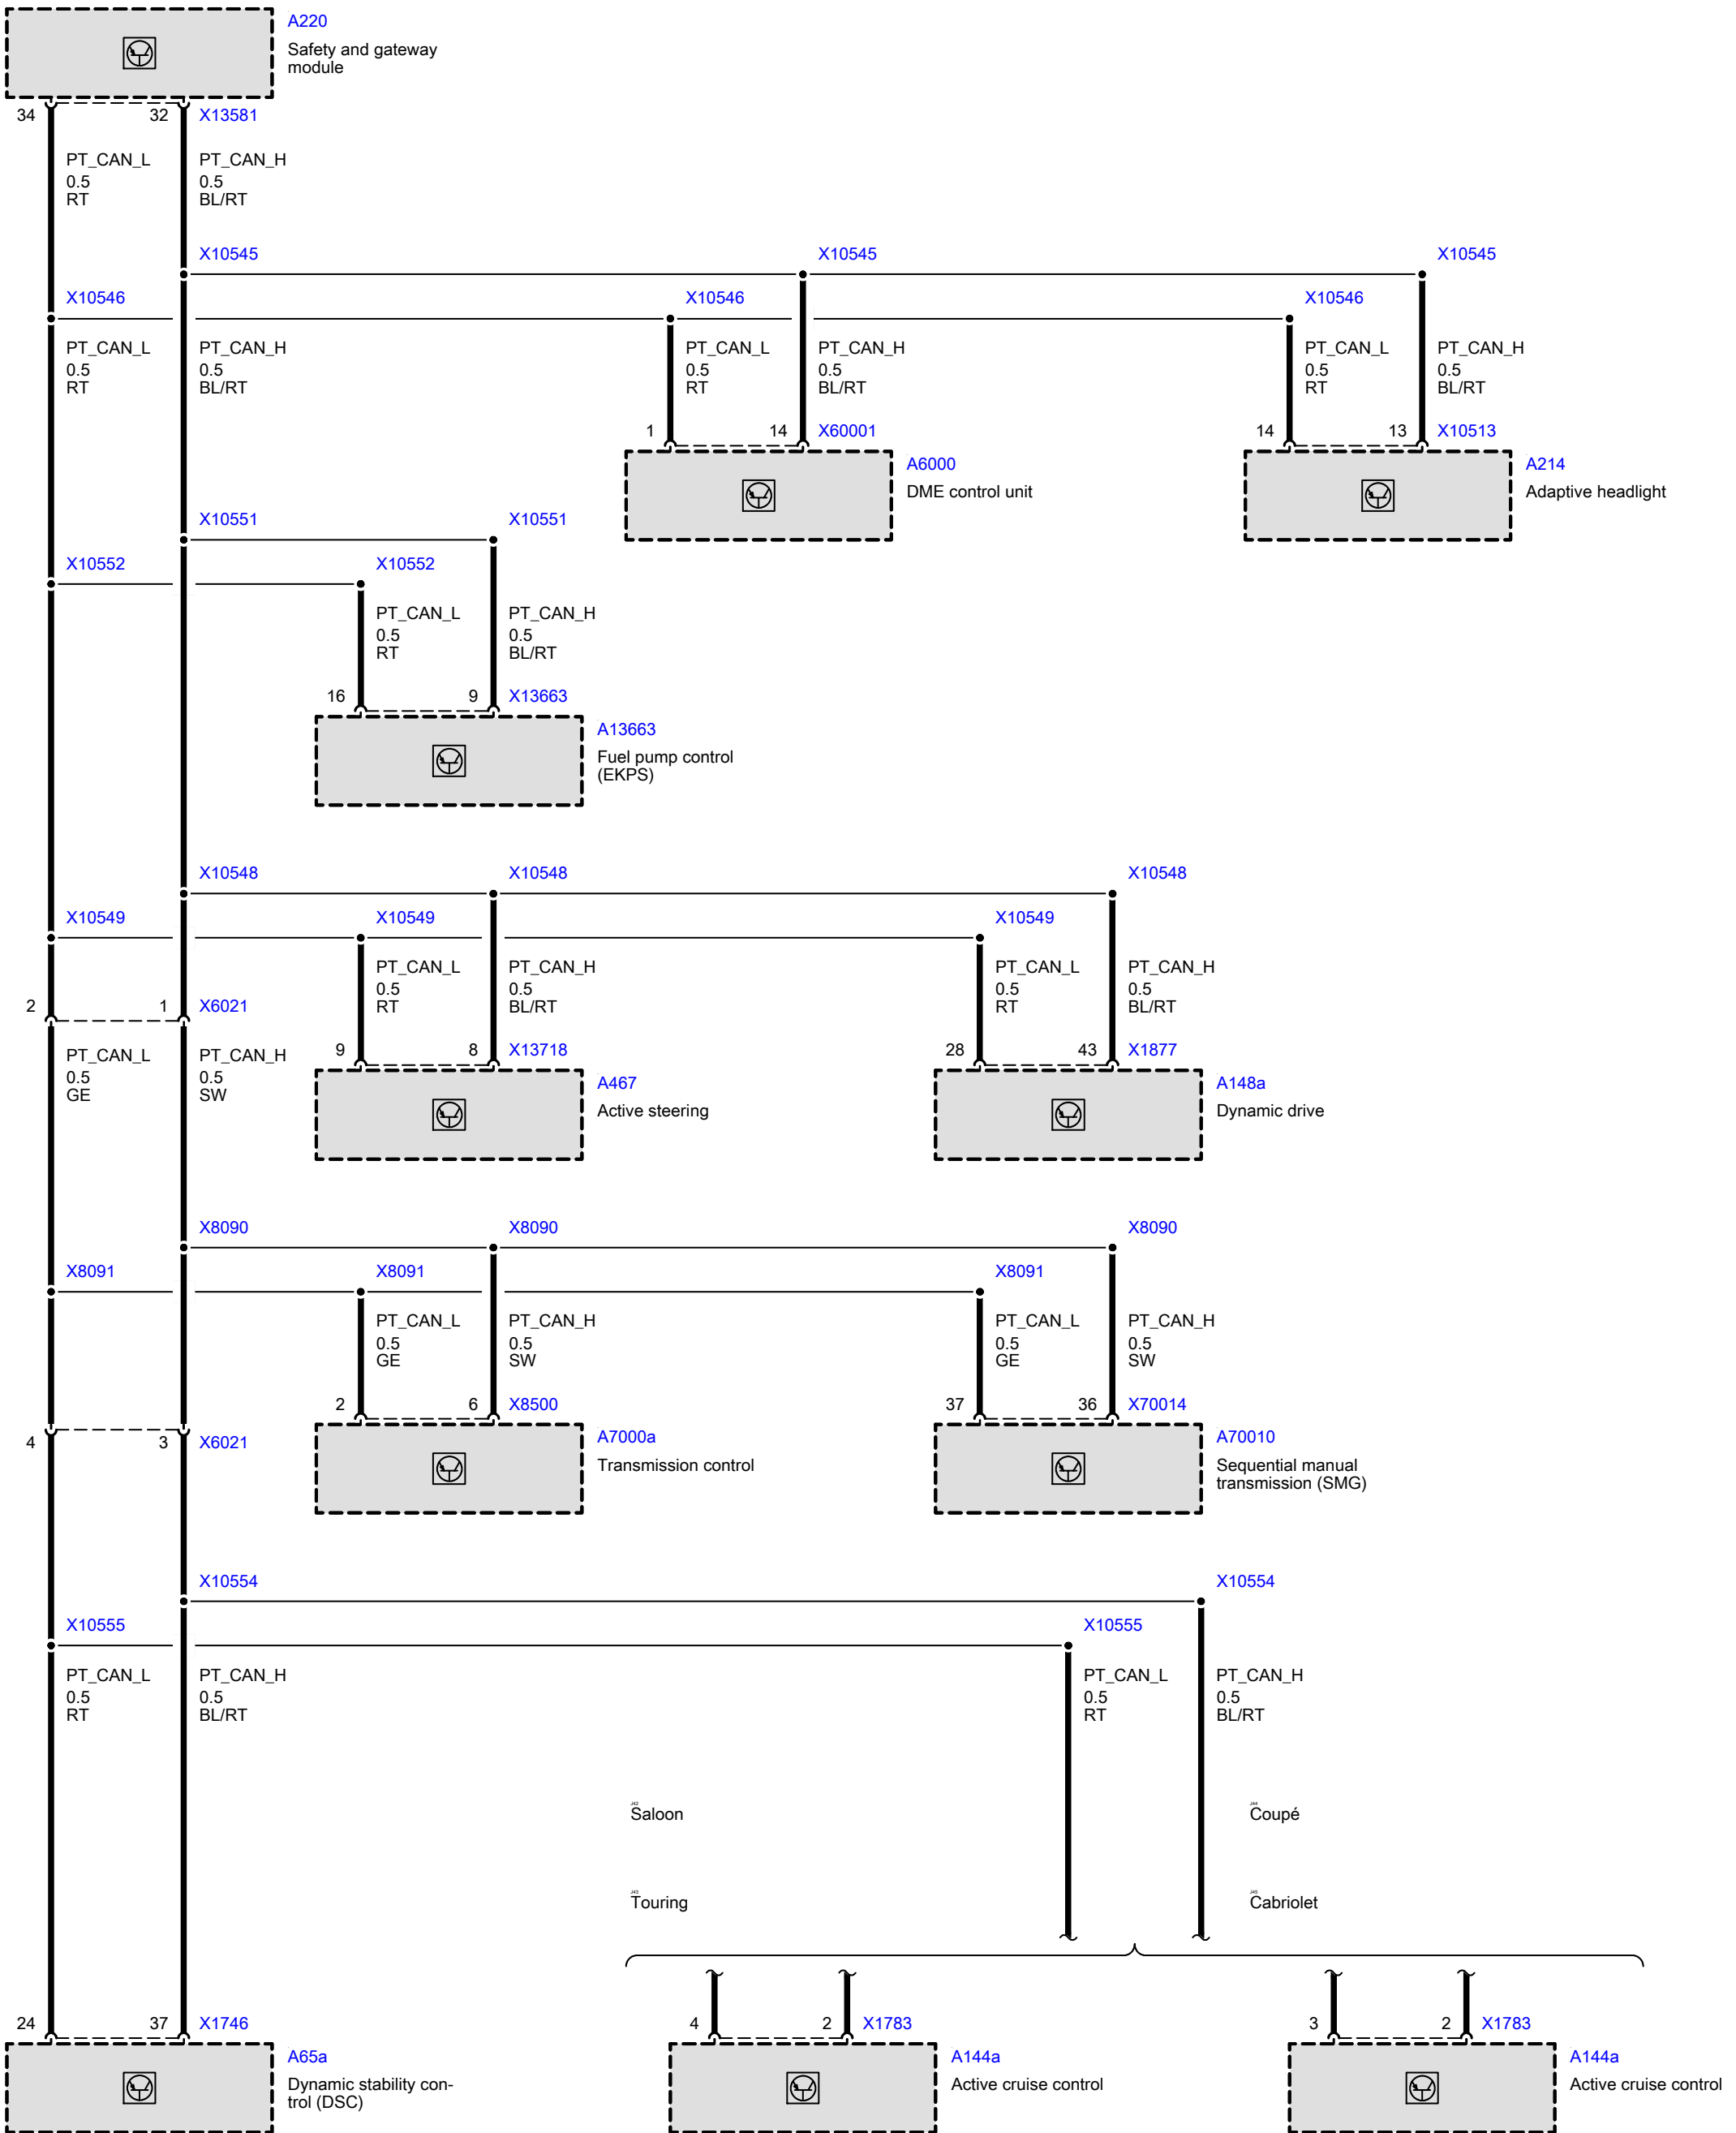 A220
Safety and gateway
module
34
32
X13581
PT_CAN_L
0.5
RT
PT_CAN_H
0.5
BL/RT
X10545
X10545
X10545
X10546
X10546
X10546
PT_CAN_L
0.5
RT
PT_CAN_H
0.5
BL/RT
PT_CAN_L
0.5
RT
PT_CAN_H
0.5
BL/RT
PT_CAN_L
0.5
RT
PT_CAN_H
0.5
BL/RT
1
14
X60001
14
13
X10513
A6000
DME control unit
A214
Adaptive headlight
X10551
X10551
X10552
X10552
PT_CAN_L
0.5
RT
PT_CAN_H
0.5
BL/RT
16
9
X13663
A13663
Fuel pump control
(EKPS)
X10548
X10548
X10548
X10549
X10549
X10549
PT_CAN_L
0.5
RT
PT_CAN_H
0.5
BL/RT
PT_CAN_L
0.5
RT
PT_CAN_H
0.5
BL/RT
2
1
X6021
PT_CAN_L
0.5
GE
PT_CAN_H
0.5
SW
9
8
X13718
28
43
X1877
A467
Active steering
A148a
Dynamic drive
X8090
X8090
X8090
X8091
X8091
X8091
PT_CAN_L
0.5
GE
PT_CAN_H
0.5
SW
PT_CAN_L
0.5
GE
PT_CAN_H
0.5
SW
2
6
X8500
37
36
X70014
4
3
X6021
A7000a
Transmission control
A70010
Sequential manual
transmission (SMG)
X10554
X10554
X10555
X10555
PT_CAN_L
0.5
RT
PT_CAN_H
0.5
BL/RT
PT_CAN_L
0.5
RT
PT_CAN_H
0.5
BL/RT
J42
Saloon
J44
Coupé
J43
Touring
J45
Cabriolet
24
37
X1746
4
2
X1783
3
2
X1783
A65a
Dynamic stability con-
trol (DSC)
A144a
Active cruise control
A144a
Active cruise control